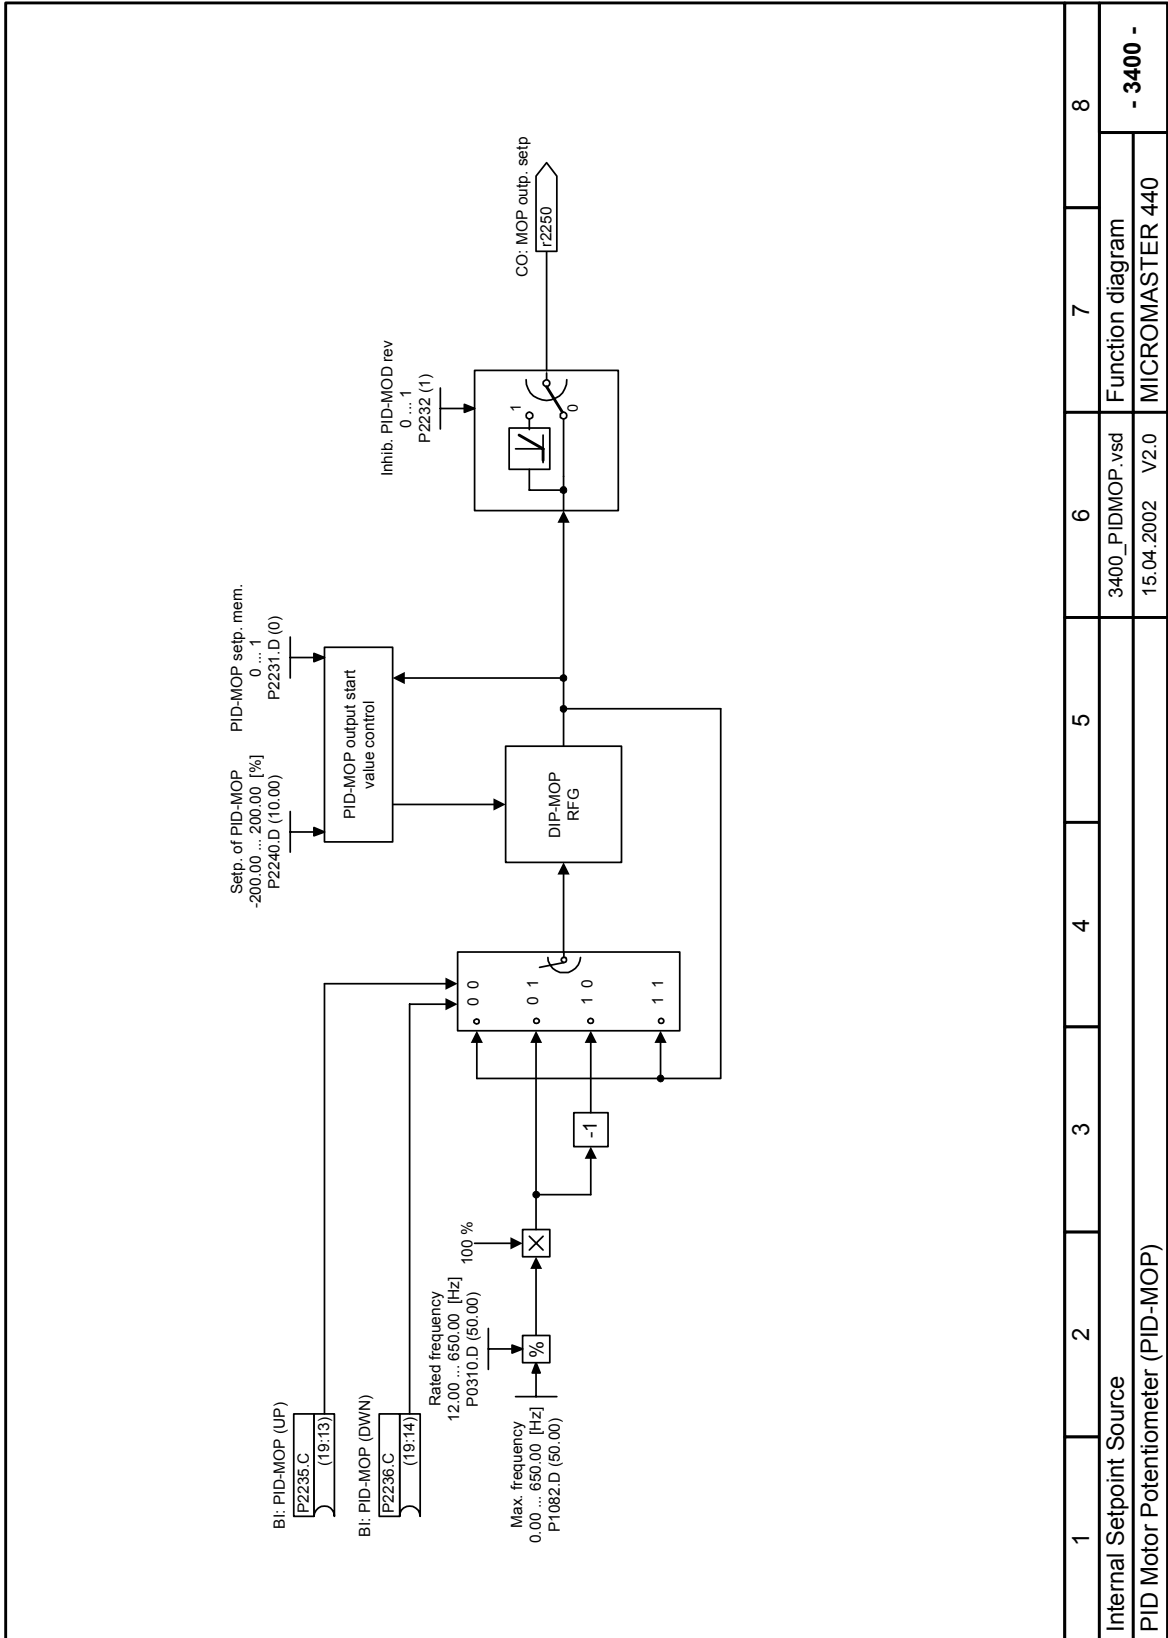 BI: PID-MOP (UP)
P2235.C
(19:13)
BI: PID-MOP (DWN)
P2236.C
(19:14)
Max. frequency
0.00 ... 650.00 [Hz]
P1082.D (50.00)
Rated frequency
12.00 ... 650.00 [Hz]
P0310.D (50.00)
%
100 %
-1
0 0
0 1
1 0
1 1
Setp. of PID-MOP
-200.00 ... 200.00 [%]
P2240.D (10.00)
PID-MOP setp. mem.
0 ... 1
P2231.D (0)
PID-MOP output start
value control
DIP-MOP
RFG
Inhib. PID-MOD rev
0 ... 1
P2232 (1)
1
0
CO: MOP outp. setp
r2250
1 2 3 4 5 6 7 8
Internal Setpoint Source
3400_PIDMOP.vsd
Function diagram
- 3400 -
PID Motor Potentiometer (PID-MOP)
15.04.2002 V2.0
MICROMASTER 440